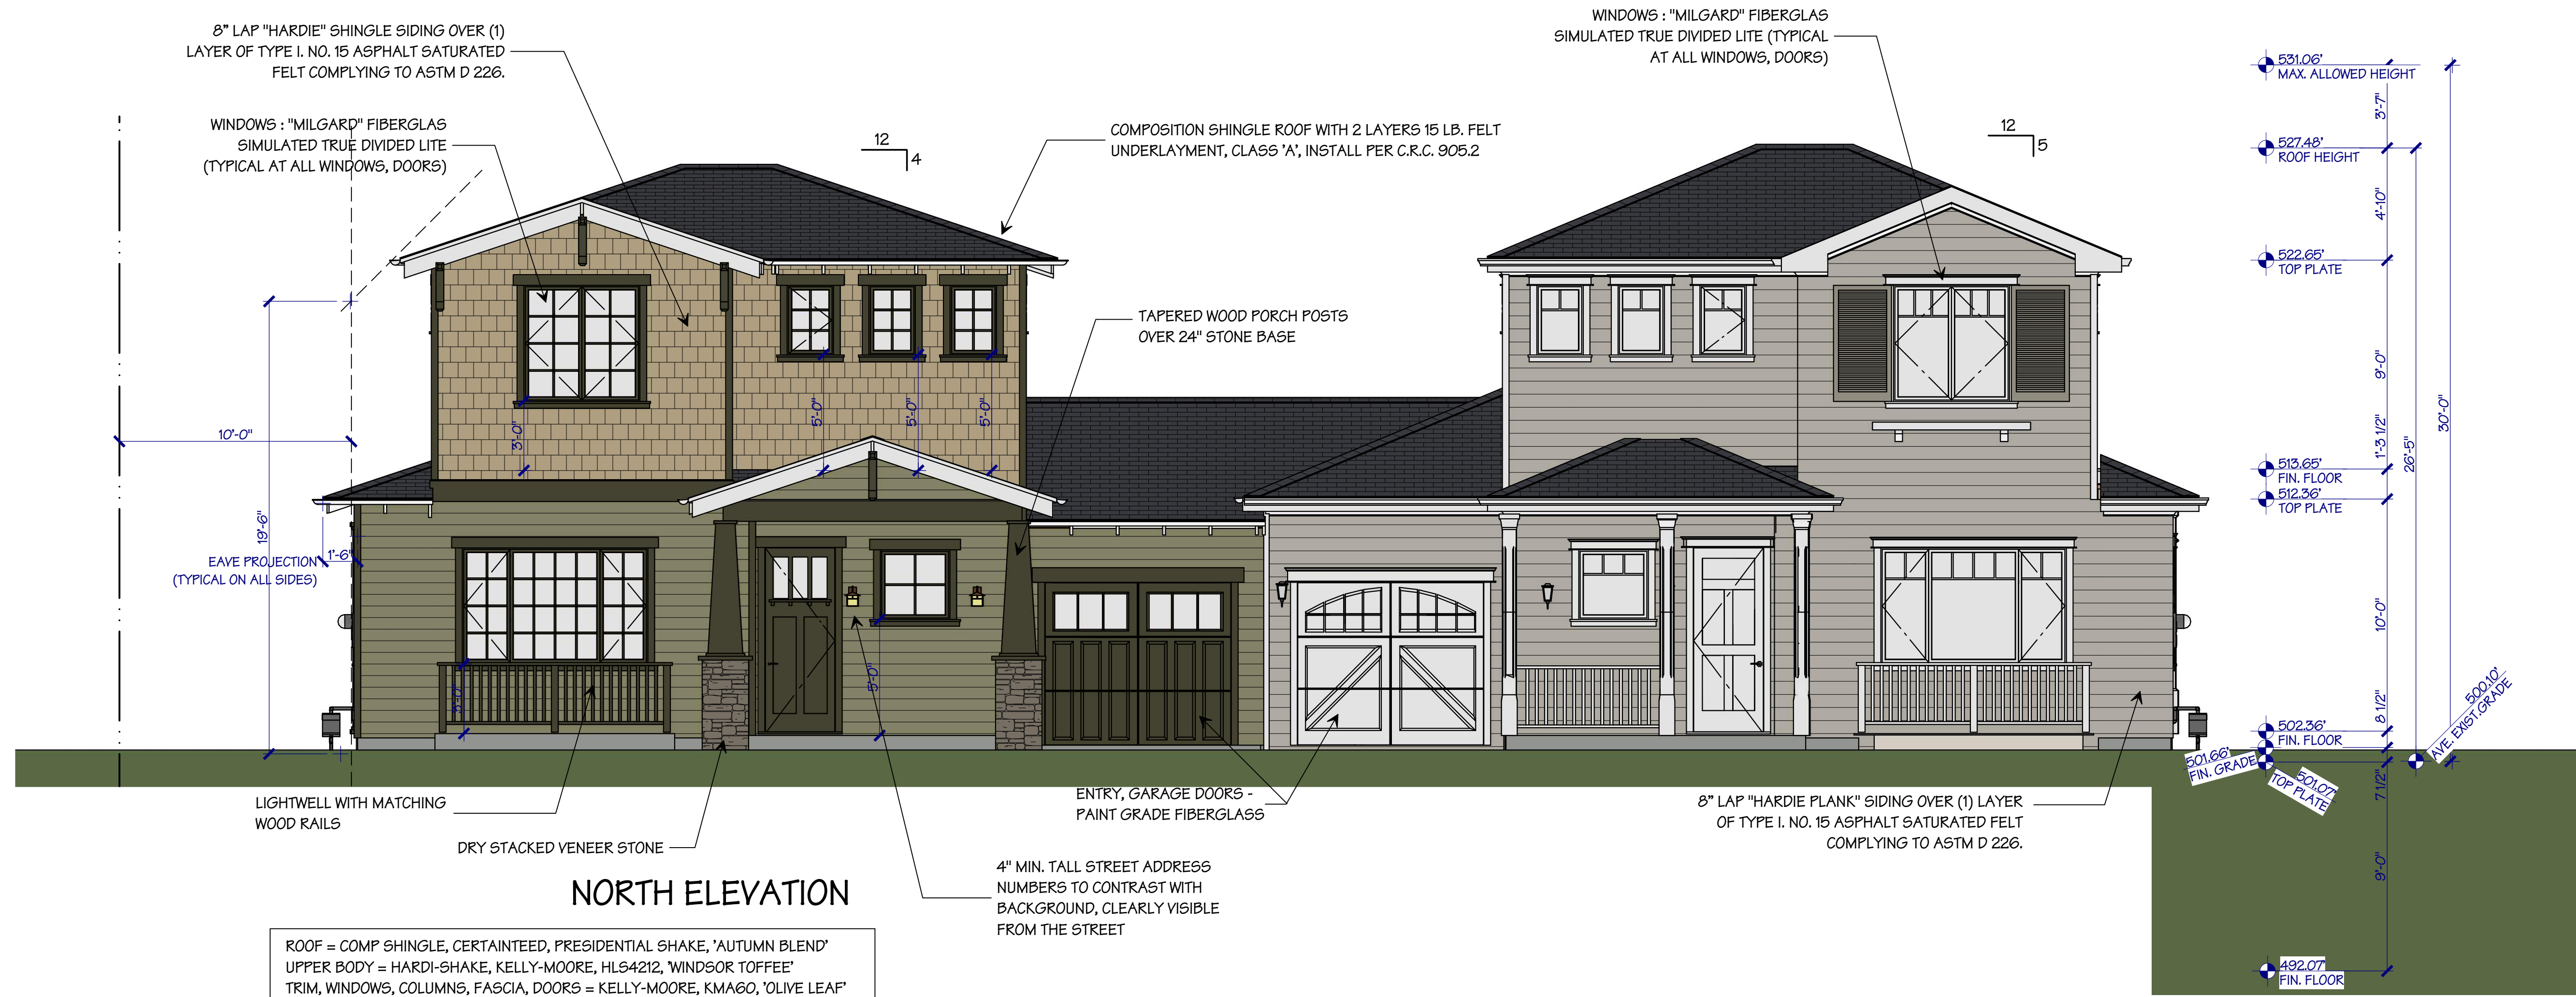 8" LAP "HARDIE" SHINGLE SIDING OVER (1)
LAYER OF TYPE I. NO. 15 ASPHALT SATURATED
FELT COMPLYING TO ASTM D 226.
WINDOWS : "MILGARD" FIBERGLAS
SIMULATED TRUE DIVIDED LITE
(TYPICAL AT ALL WINDOWS, DOORS)
12
4
COMPOSITION SHINGLE ROOF WITH 2 LAYERS 15 LB. FELT
UNDERLAYMENT, CLASS 'A', INSTALL PER C.R.C. 905.2
WINDOWS : "MILGARD" FIBERGLAS
SIMULATED TRUE DIVIDED LITE (TYPICAL
AT ALL WINDOWS, DOORS)
12
5
TAPERED WOOD PORCH POSTS
OVER 24" STONE BASE
531.06'
MAX. ALLOWED HEIGHT
3'-7"
527.48'
ROOF HEIGHT
4'-10"
522.65'
TOP PLATE
9'-0"
30'-0"
1'-3 1/2"
26'-5"
513.65'
FIN. FLOOR
512.36'
TOP PLATE
10'-0"
8 1/2"
502.36'
FIN. FLOOR
500.10'
AVE. EXIST.GRADE
501.66'
FIN. GRADE
501.07'
TOP PLATE
7 1/2"
9'-0"
492.07'
FIN. FLOOR
10'-0"
19'-6"
1'-6"
EAVE PROJECTION
(TYPICAL ON ALL SIDES)
3'-0"
5'-0"
5'-0"
5'-0"
5'-0"
LIGHTWELL WITH MATCHING
WOOD RAILS
DRY STACKED VENEER STONE
ENTRY, GARAGE DOORS -
PAINT GRADE FIBERGLASS
4" MIN. TALL STREET ADDRESS
NUMBERS TO CONTRAST WITH
BACKGROUND, CLEARLY VISIBLE
FROM THE STREET
8" LAP "HARDIE PLANK" SIDING OVER (1) LAYER
OF TYPE I. NO. 15 ASPHALT SATURATED FELT
COMPLYING TO ASTM D 226.
NORTH ELEVATION
ROOF = COMP SHINGLE, CERTAINTEED, PRESIDENTIAL SHAKE, 'AUTUMN BLEND'
UPPER BODY = HARDI-SHAKE, KELLY-MOORE, HLS4212, 'WINDSOR TOFFEE'
TRIM, WINDOWS, COLUMNS, FASCIA, DOORS = KELLY-MOORE, KMA60, 'OLIVE LEAF'